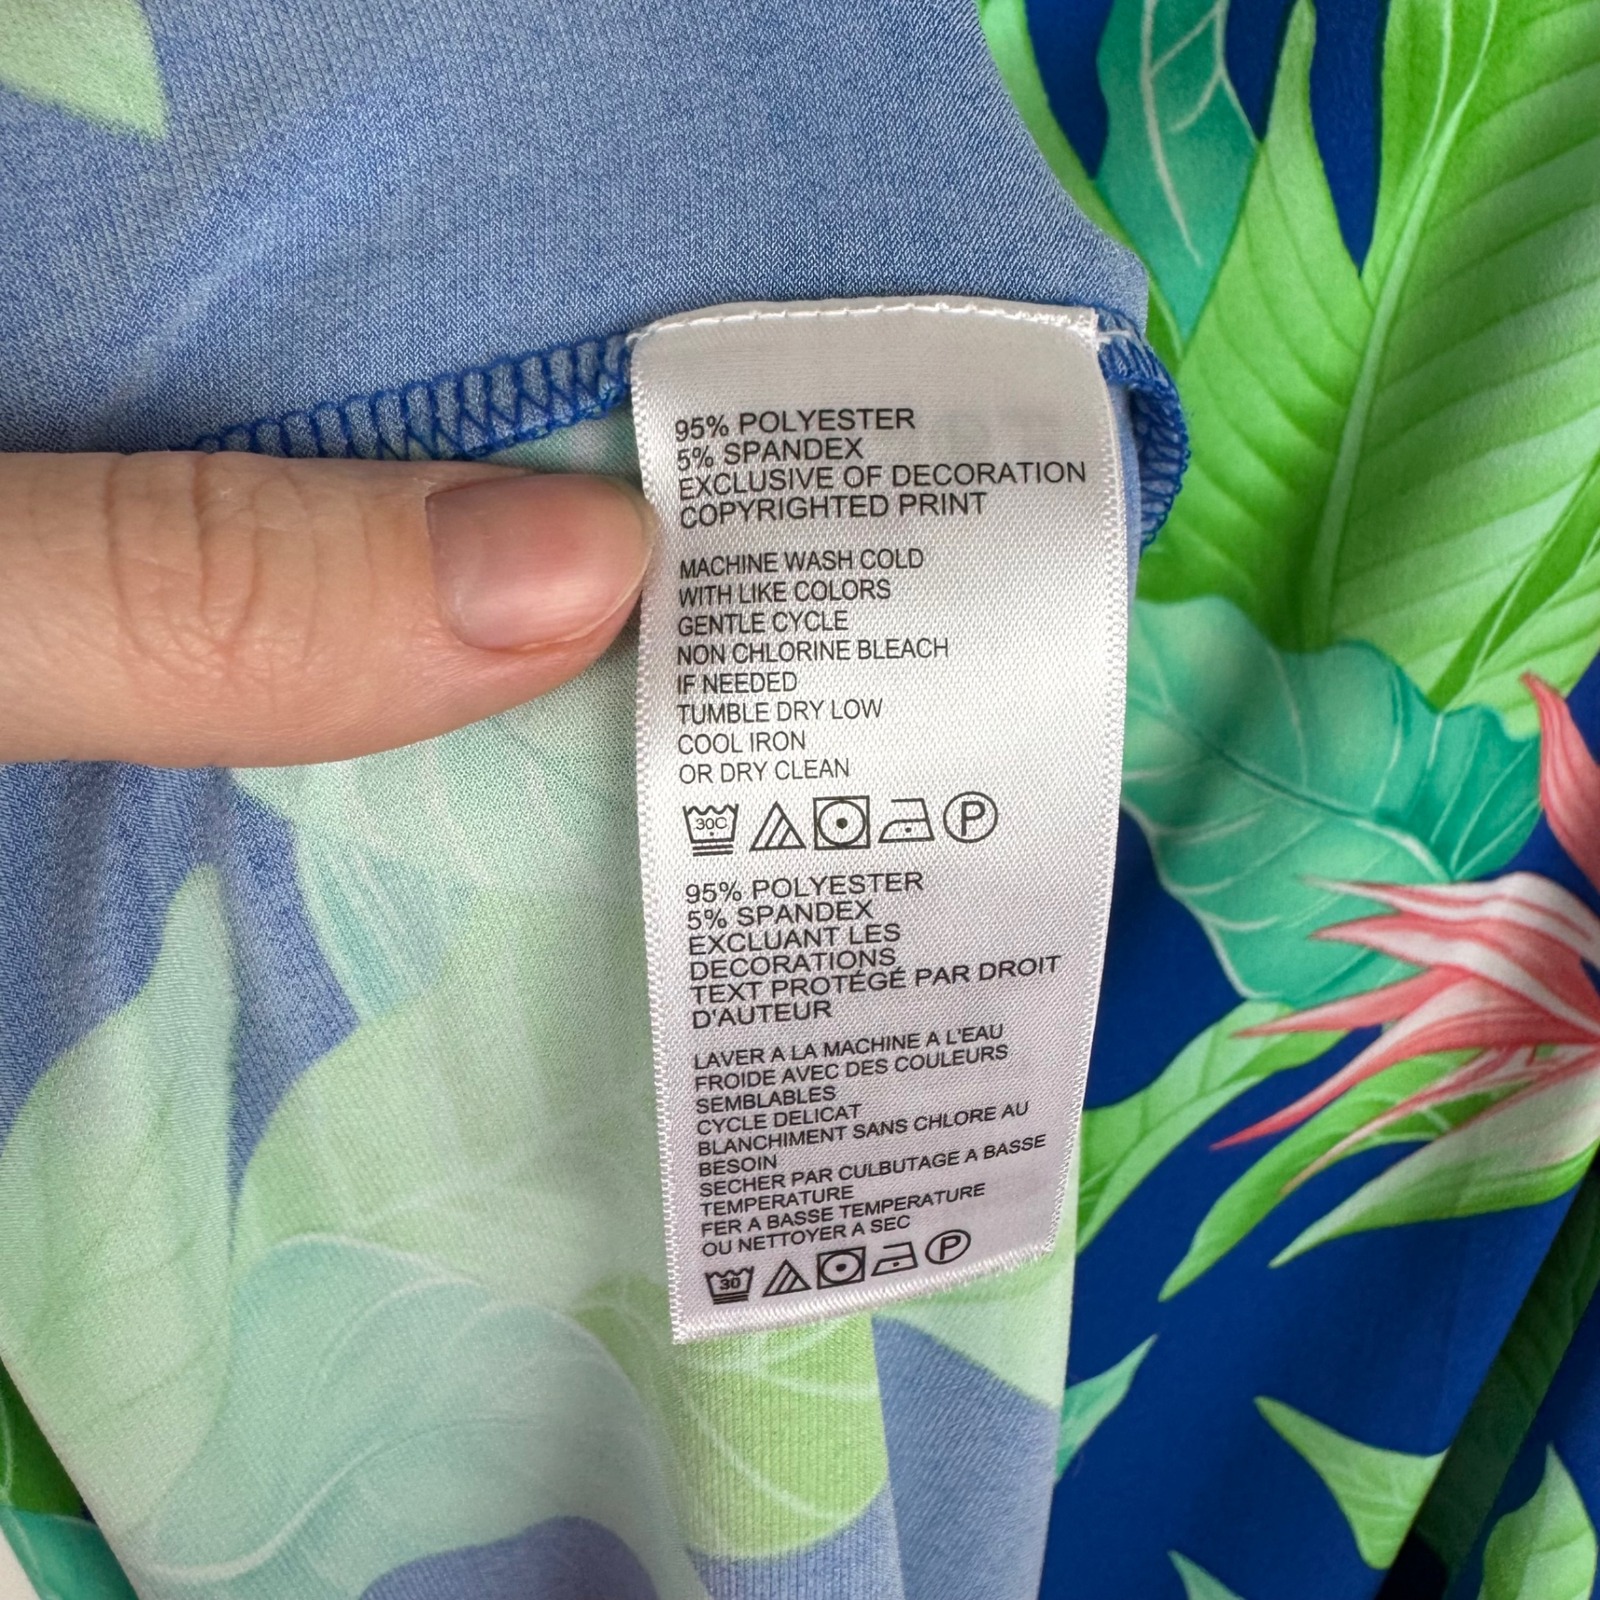 95% POLYESTER
5% SPANDEX
EXCLUSIVE OF DECORATION
COPYRIGHTED PRINT
MACHINE WASH COLD
WITH LIKE COLORS
GENTLE CYCLE
NON CHLORINE BLEACH
IF NEEDED
TUMBLE DRY LOW
COOL IRON
OR DRY CLEAN
30C P
95% POLYESTER
5% SPANDEX
EXCLUANT LES
DECORATIONS
TEXT PROTÉGÉ PAR DROIT
D'AUTEUR
LAVER A LA MACHINE A L'EAU
FROIDE AVEC DES COULEURS
SEMBLABLES
CYCLE DELICAT
BLANCHIMENT SANS CHLORE AU
BESOIN
SECHER PAR CULBUTAGE A BASSE
TEMPERATURE
FER A BASSE TEMPERATURE
OU NETTOYER A SEC
30 P